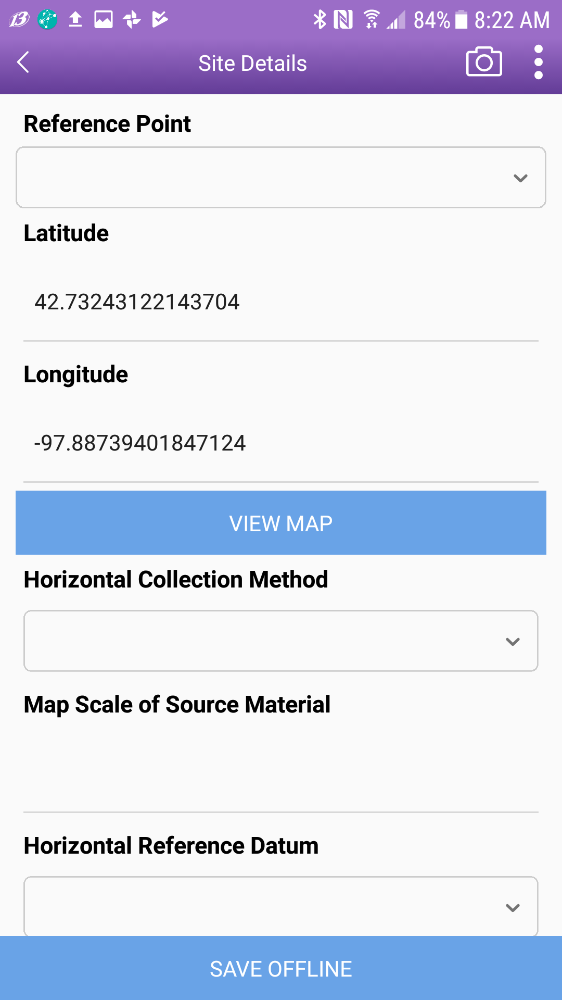 13
84% 8:22 AM
Site Details
Reference Point
Latitude
42.73243122143704
Longitude
-97.88739401847124
VIEW MAP
Horizontal Collection Method
Map Scale of Source Material
Horizontal Reference Datum
SAVE OFFLINE